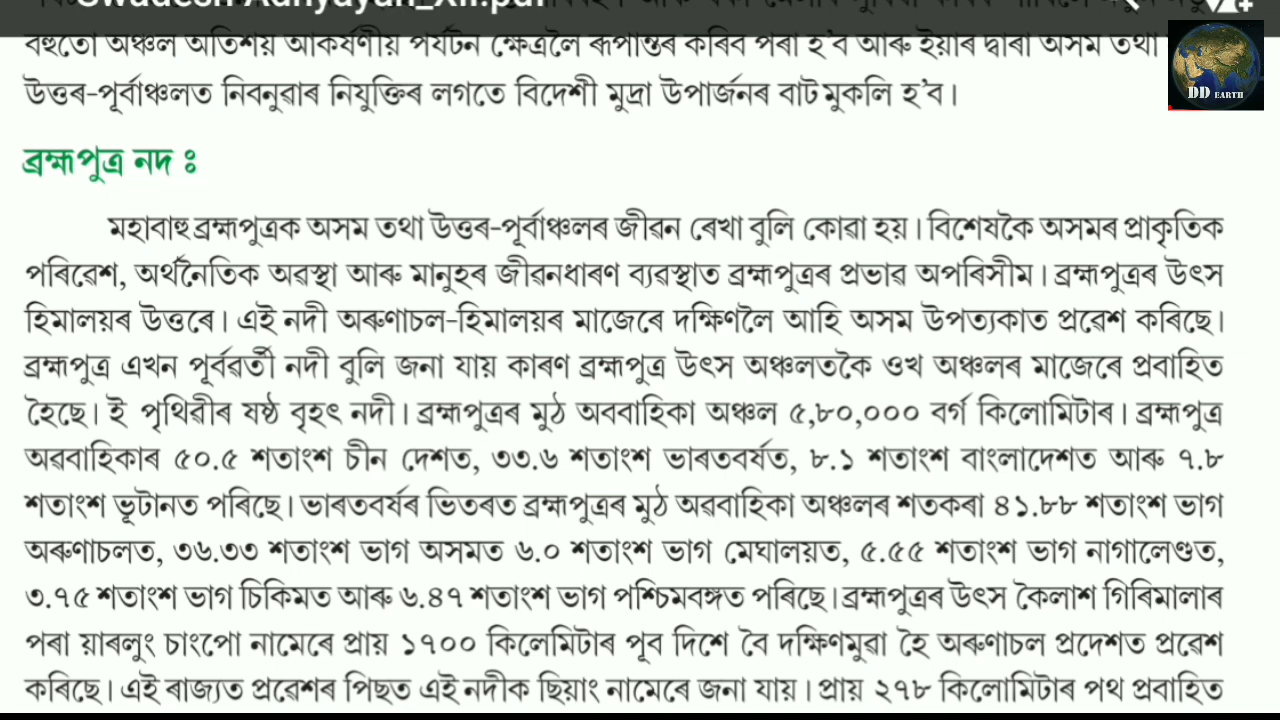 Swadesh Adhyayan_XII.pdf
বহুতো অঞ্চল অতিশয় আকৰ্ষণীয় পৰ্যটন ক্ষেত্ৰলৈ ৰূপান্তৰ কৰিব পৰা হ'ব আৰু ইয়াৰ দ্বাৰা অসম তথা
উত্তৰ-পূৰ্বাঞ্চলত নিবনুৱাৰ নিযুক্তিৰ লগতে বিদেশী মুদ্ৰা উপাৰ্জনৰ বাট মুকলি হ'ব।
DD EARTH
ব্ৰহ্মপুত্ৰ নদ ঃ
মহাবাহু ব্ৰহ্মপুত্ৰক অসম তথা উত্তৰ-পূৰ্বাঞ্চলৰ জীৱন ৰেখা বুলি কোৱা হয়। বিশেষকৈ অসমৰ প্ৰাকৃতিক
পৰিৱেশ, অৰ্থনৈতিক অৱস্থা আৰু মানুহৰ জীৱনধাৰণ ব্যৱস্থাত ব্ৰহ্মপুত্ৰৰ প্ৰভাৱ অপৰিসীম। ব্ৰহ্মপুত্ৰৰ উৎস
হিমালয়ৰ উত্তৰে। এই নদী অৰুণাচল-হিমালয়ৰ মাজেৰে দক্ষিণলৈ আহি অসম উপত্যকাত প্ৰৱেশ কৰিছে।
ব্ৰহ্মপুত্ৰ এখন পূৰ্বৱৰ্তী নদী বুলি জনা যায় কাৰণ ব্ৰহ্মপুত্ৰ উৎস অঞ্চলতকৈ ওখ অঞ্চলৰ মাজেৰে প্ৰবাহিত
হৈছে। ই পৃথিৱীৰ ষষ্ঠ বৃহৎ নদী। ব্ৰহ্মপুত্ৰৰ মুঠ অববাহিকা অঞ্চল ৫,৮০,০০০ বৰ্গ কিলোমিটাৰ। ব্ৰহ্মপুত্ৰ
অৱবাহিকাৰ ৫০.৫ শতাংশ চীন দেশত, ৩৩.৬ শতাংশ ভাৰতবৰ্ষত, ৮.১ শতাংশ বাংলাদেশত আৰু ৭.৮
শতাংশ ভূটানত পৰিছে। ভাৰতবৰ্ষৰ ভিতৰত ব্ৰহ্মপুত্ৰৰ মুঠ অৱবাহিকা অঞ্চলৰ শতকৰা ৪১.৮৮ শতাংশ ভাগ
অৰুণাচলত, ৩৬.৩৩ শতাংশ ভাগ অসমত ৬.০ শতাংশ ভাগ মেঘালয়ত, ৫.৫৫ শতাংশ ভাগ নাগালেণ্ডত,
৩.৭৫ শতাংশ ভাগ চিকিমত আৰু ৬.৪৭ শতাংশ ভাগ পশ্চিমবঙ্গত পৰিছে। ব্ৰহ্মপুত্ৰৰ উৎস কৈলাশ গিৰিমালাৰ
পৰা য়াৰলুং চাংপো নামেৰে প্ৰায় ১৭০০ কিলেমিটাৰ পূব দিশে বৈ দক্ষিণমুৱা হৈ অৰুণাচল প্ৰদেশত প্ৰৱেশ
কৰিছে। এই ৰাজ্যত প্ৰৱেশৰ পিছত এই নদীক ছিয়াং নামেৰে জনা যায়। প্ৰায় ২৭৮ কিলোমিটাৰ পথ প্ৰবাহিত